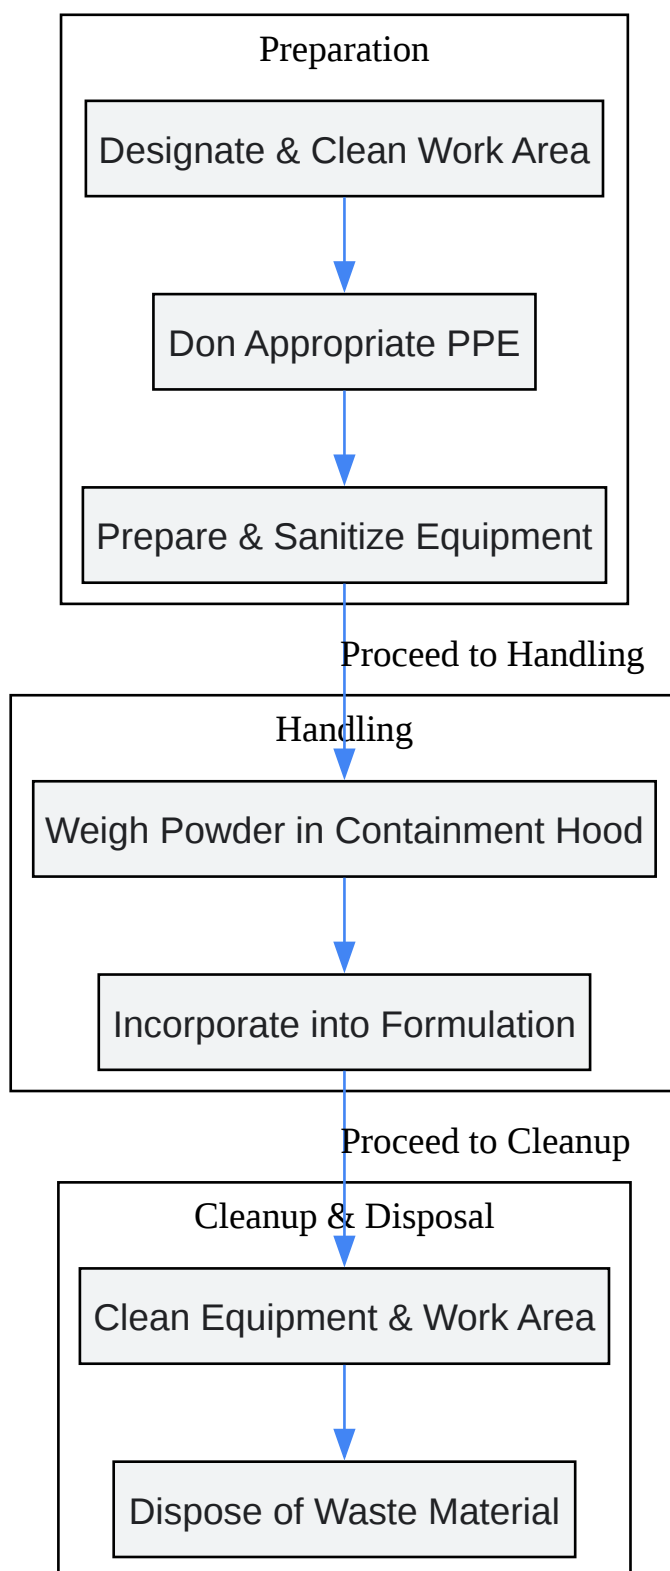 Preparation
Designate & Clean Work Area
Don Appropriate PPE
Prepare & Sanitize Equipment
Proceed to Handling
Handling
Weigh Powder in Containment Hood
Incorporate into Formulation
Proceed to Cleanup
Cleanup & Disposal
Clean Equipment & Work Area
Dispose of Waste Material